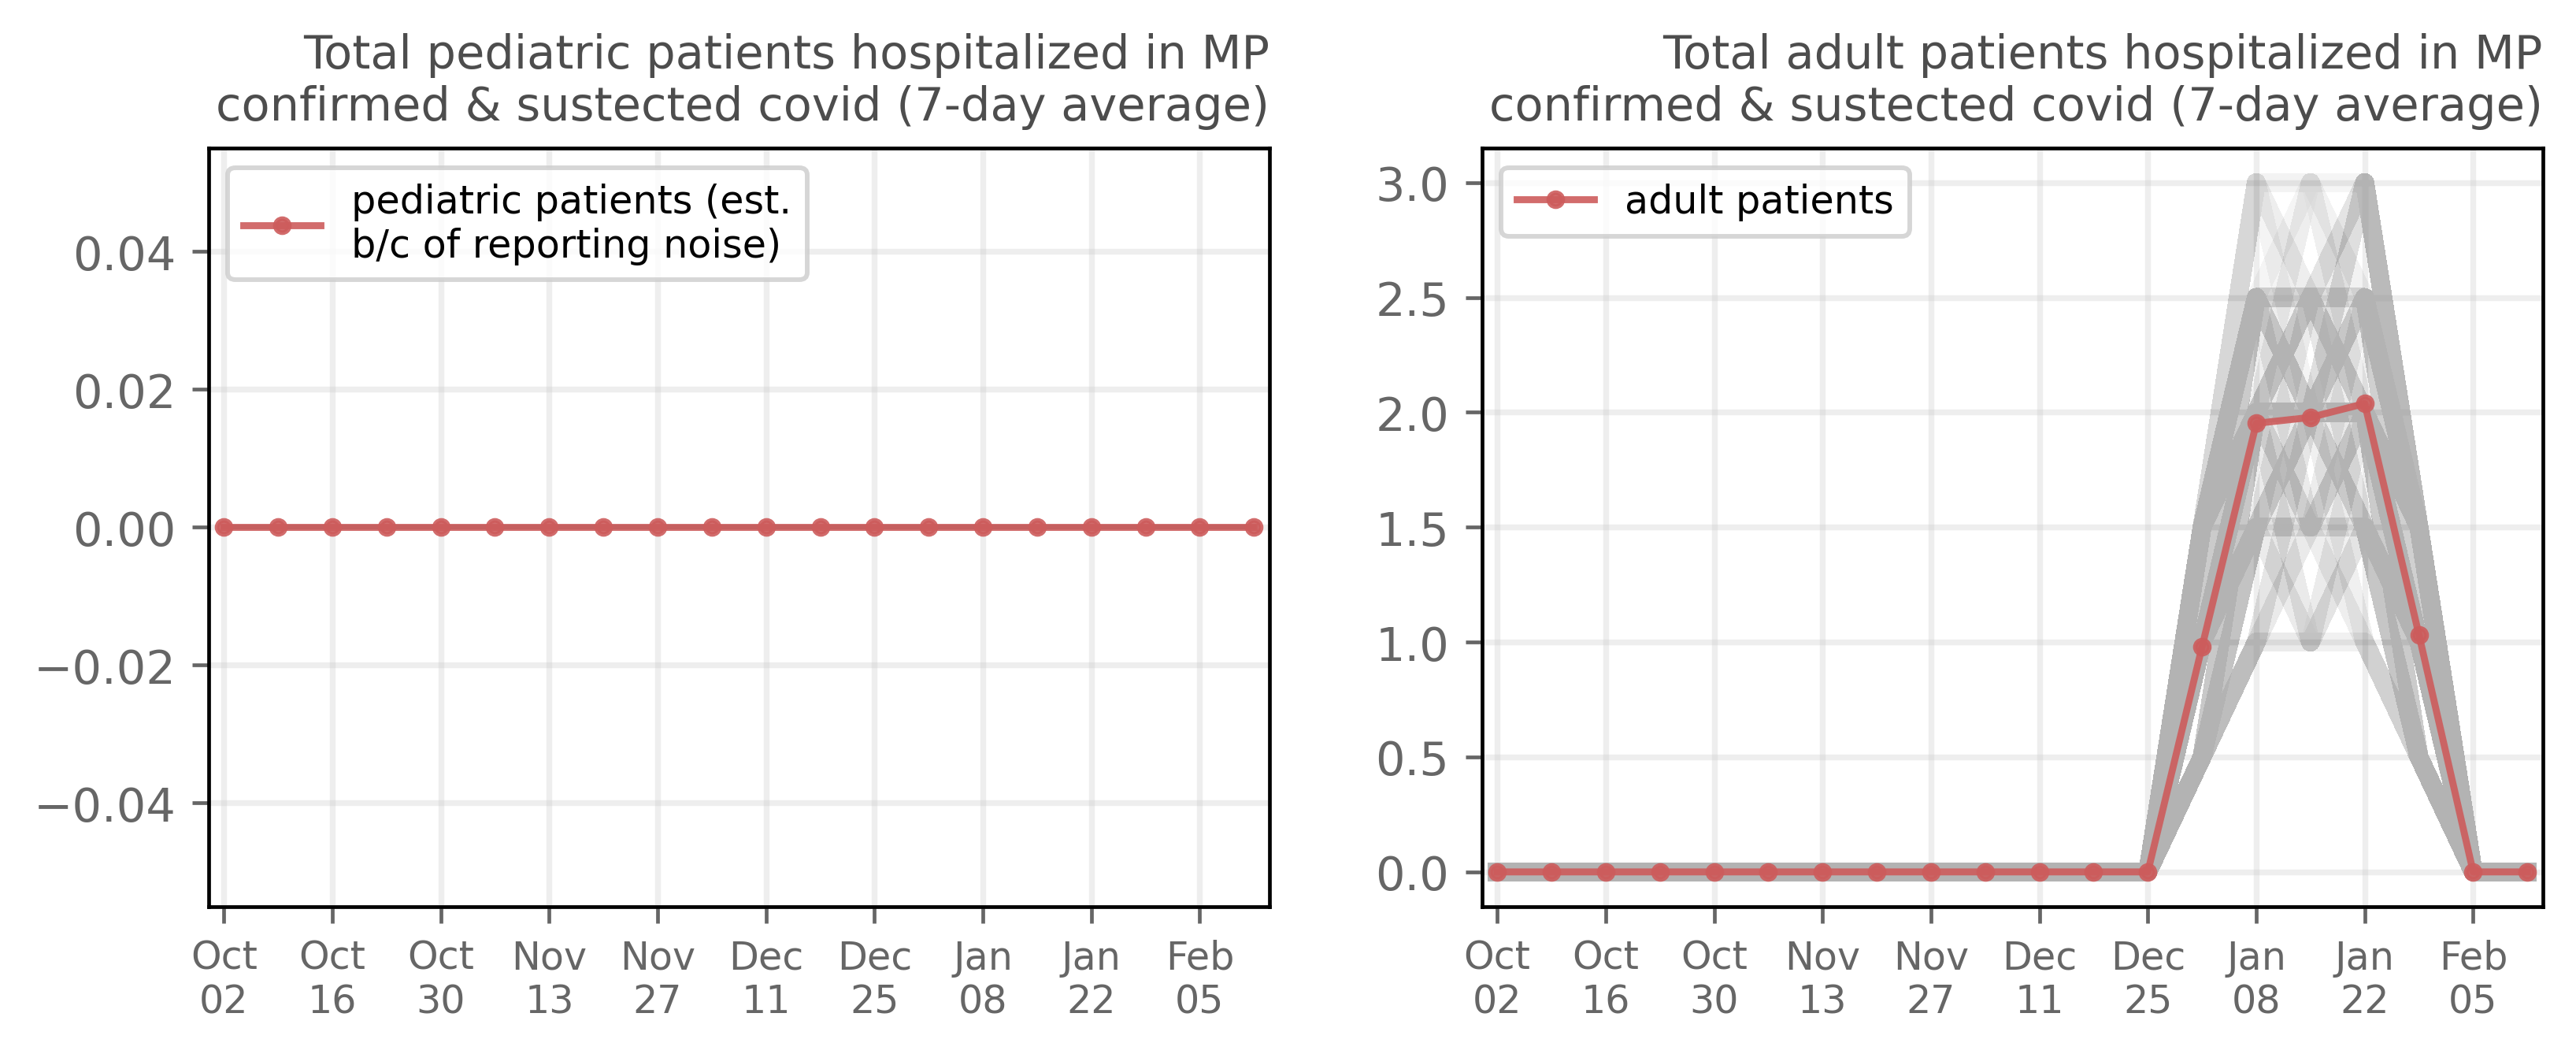 Total pediatric patients hospitalized in MP
confirmed & sustected covid (7-day average)
pediatric patients (est.
b/c of reporting noise)
0.04
0.02
0.00
−0.02
−0.04
Oct Oct Oct Nov Nov Dec Dec Jan Jan Feb
02 16 30 13 27 11 25 08 22 05
Total adult patients hospitalized in MP
confirmed & sustected covid (7-day average)
adult patients
3.0
2.5
2.0
1.5
1.0
0.5
0.0
Oct Oct Oct Nov Nov Dec Dec Jan Jan Feb
02 16 30 13 27 11 25 08 22 05